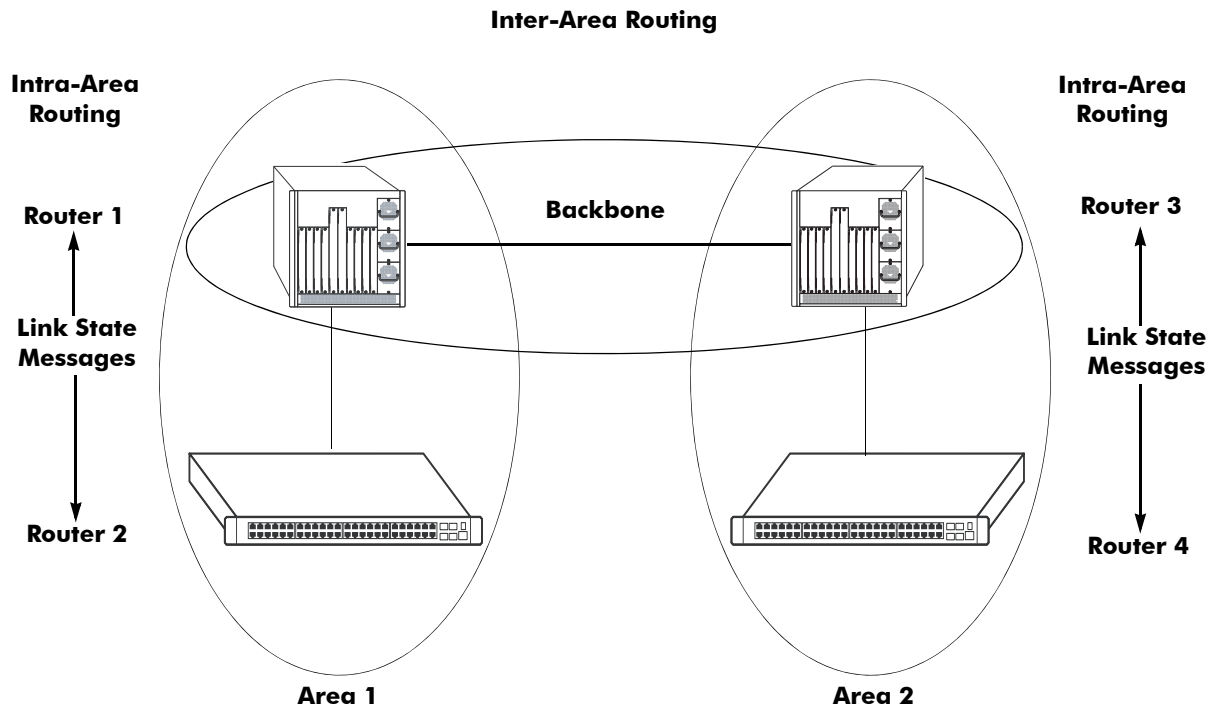 Inter-Area Routing
Intra-Area
Routing
Intra-Area
Routing
Router 1
Backbone
Router 3
Link State
Messages
Link State
Messages
Router 2
Router 4
Area 1
Area 2